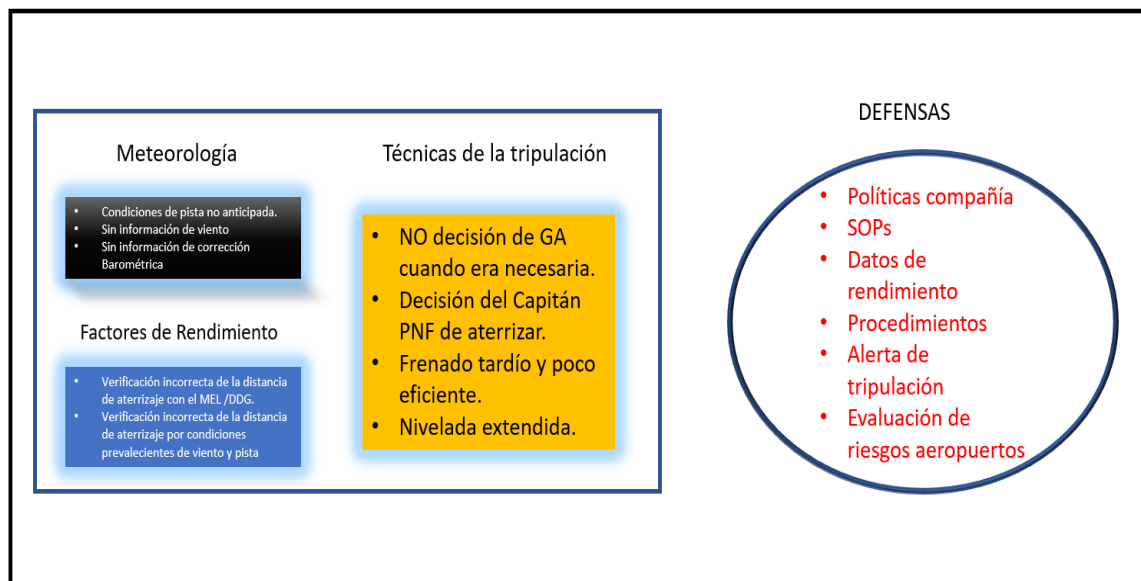 Meteorología
• Condiciones de pista no anticipada.
• Sin información de viento
• Sin información de corrección
Barométrica
Factores de Rendimiento
• Verificación incorrecta de la distancia
de aterrizaje con el MEL /DDG.
• Verificación incorrecta de la distancia
de aterrizaje por condiciones
prevalecientes de viento y pista
Técnicas de la tripulación
• NO decisión de GA
cuando era necesaria.
• Decisión del Capitán
PNF de aterrizar.
• Frenado tardío y poco
eficiente.
• Nivelada extendida.
DEFENSAS
• Políticas compañía
• SOPs
• Datos de
rendimiento
• Procedimientos
• Alerta de
tripulación
• Evaluación de
riesgos aeropuertos